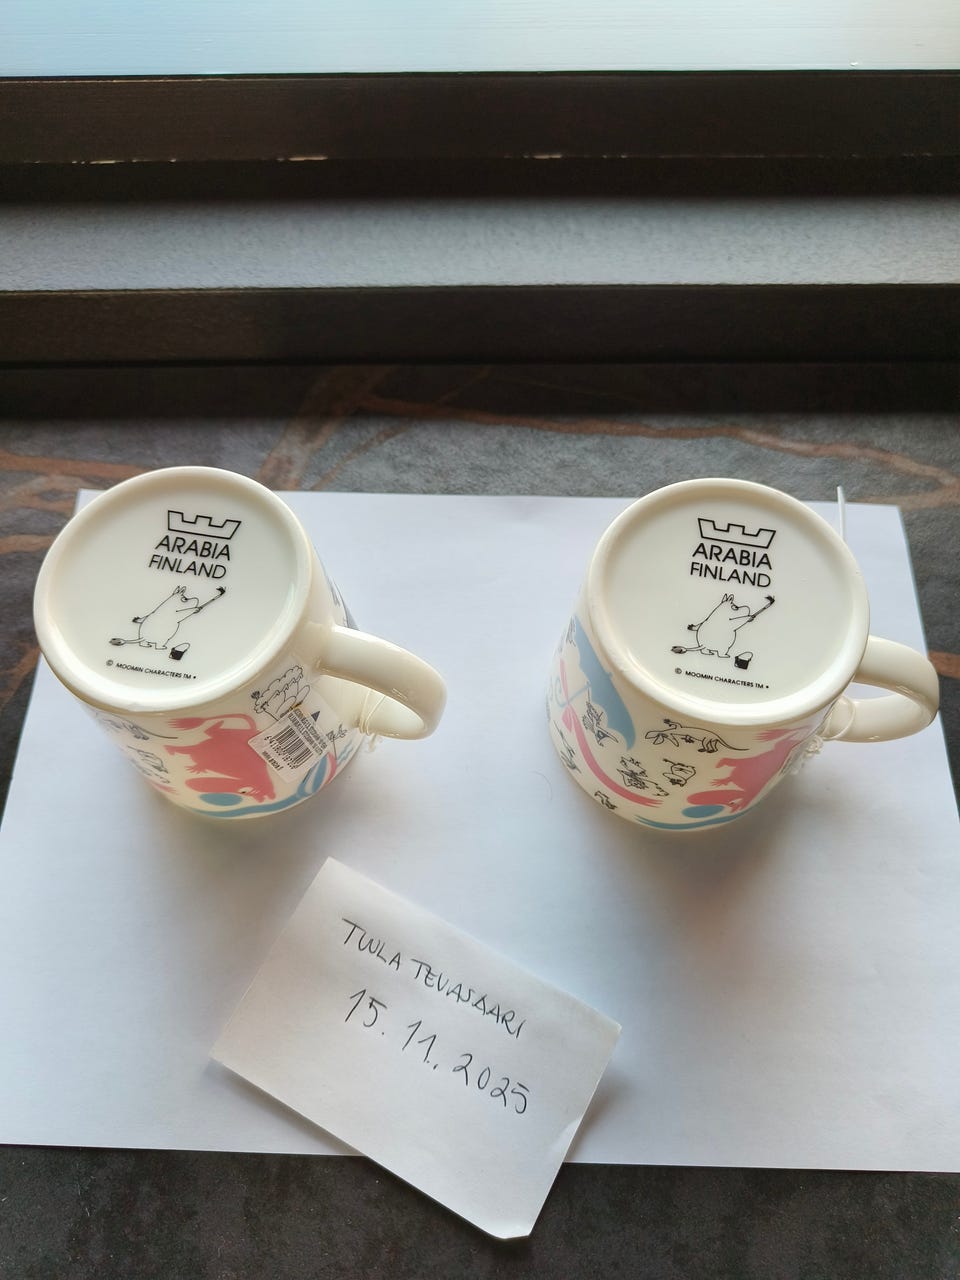 ARABIA
FINLAND
© MOOMIN CHARACTERS TM •
ARABIA
FINLAND
© MOOMIN CHARACTERS TM •
TUULA TEVASAARI
15. 11. 2025